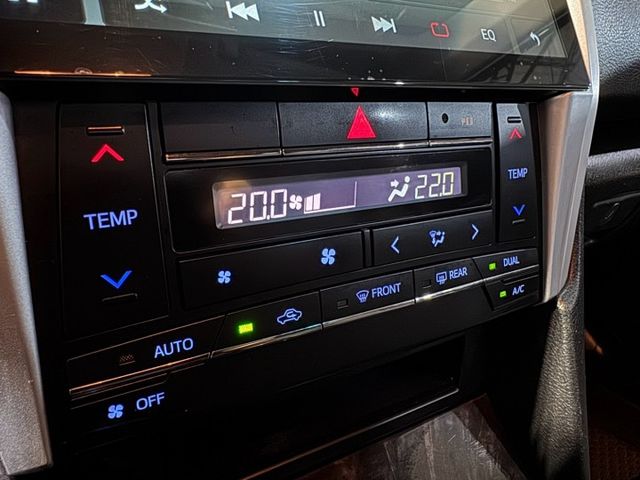 EQ
TEMP
20.0 22.0
TEMP
FRONT
REAR
DUAL
A/C
AUTO
OFF